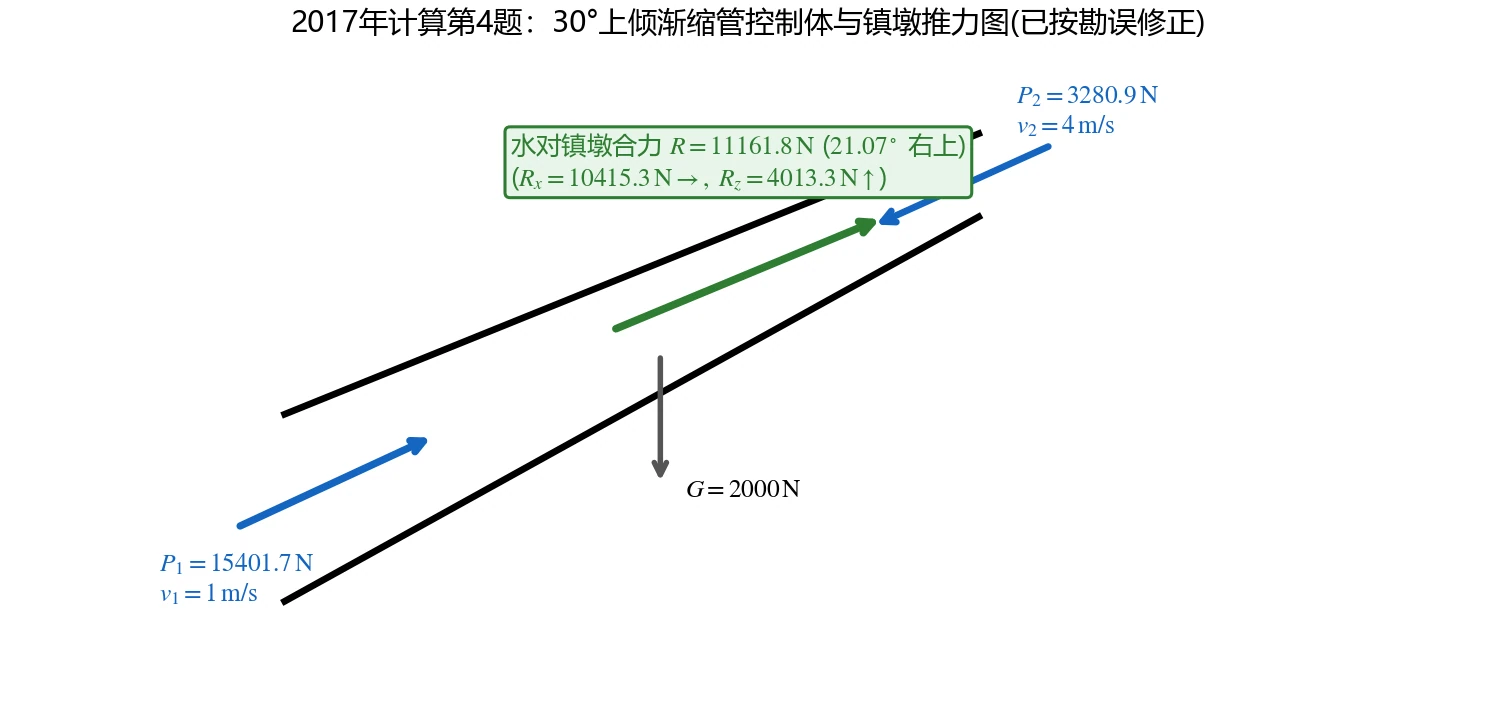 2017年计算第4题：30°上倾渐缩管控制体与镇墩推力图(已按勘误修正)
P₂ = 3280.9 N
v₂ = 4 m/s
水对镇墩合力 R = 11161.8 N (21.07° 右上)
(Rₓ = 10415.3 N →, R_z = 4013.3 N ↑)
G = 2000 N
P₁ = 15401.7 N
v₁ = 1 m/s